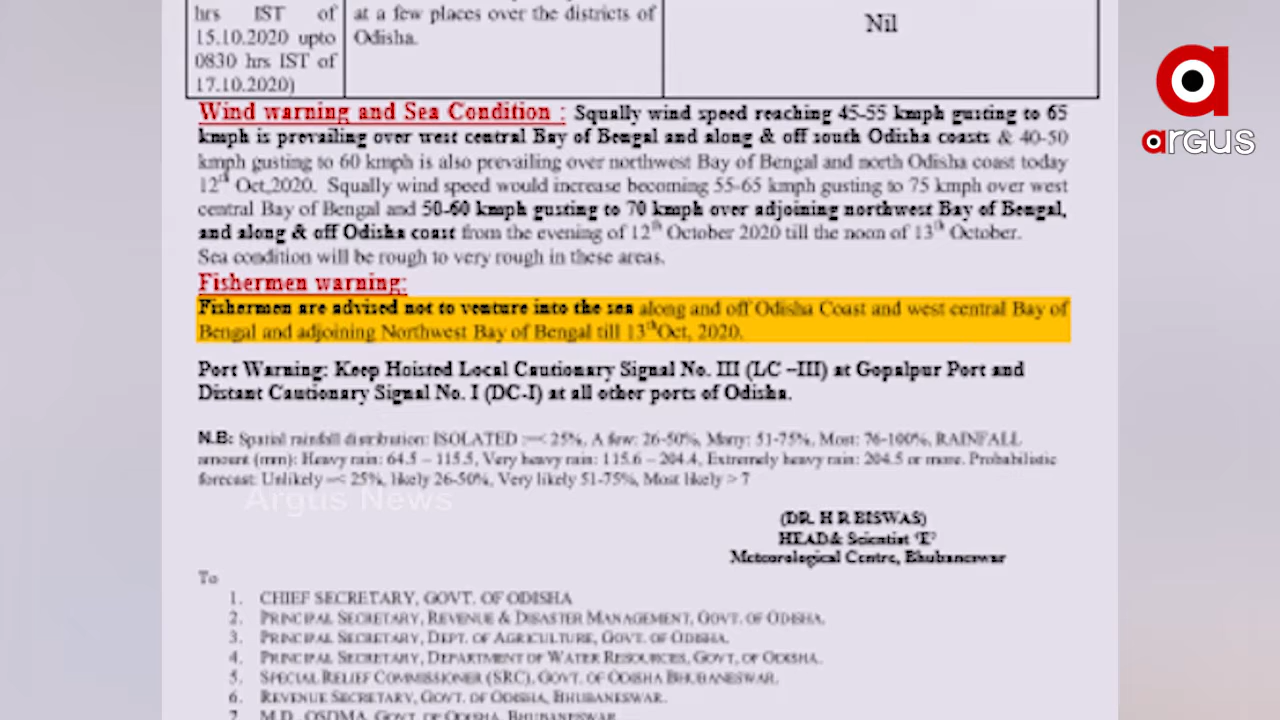 hrs IST of
15.10.2020 upto
0830 hrs IST of
17.10.2020)
at a few places over the districts of
Odisha.
Nil
argus
Wind warning and Sea Condition : Squally wind speed reaching 45-55 kmph gusting to 65
kmph is prevailing over west central Bay of Bengal and along & off south Odisha coasts & 40-50
kmph gusting to 60 kmph is also prevailing over northwest Bay of Bengal and north Odisha coast today
12th Oct,2020. Squally wind speed would increase becoming 55-65 kmph gusting to 75 kmph over west
central Bay of Bengal and 50-60 kmph gusting to 70 kmph over adjoining northwest Bay of Bengal,
and along & off Odisha coast from the evening of 12th October 2020 till the noon of 13th October.
Sea condition will be rough to very rough in these areas.
Fishermen warning:
Fishermen are advised not to venture into the sea along and off Odisha Coast and west central Bay of
Bengal and adjoining Northwest Bay of Bengal till 13thOct, 2020.
Port Warning: Keep Hoisted Local Cautionary Signal No. III (LC –III) at Gopalpur Port and
Distant Cautionary Signal No. I (DC-I) at all other ports of Odisha.
N.B: Spatial rainfall distribution: ISOLATED :=< 25%, A few: 26-50%, Many: 51-75%, Most: 76-100%, RAINFALL
amount (mm): Heavy rain: 64.5 – 115.5, Very heavy rain: 115.6 – 204.4, Extremely heavy rain: 204.5 or more. Probabilistic
forecast: Unlikely =< 25%, likely 26-50%, Very likely 51-75%, Most likely > 7
Argus News
(DR. H R BISWAS)
HEAD& Scientist 'E'
Meteorological Centre, Bhubaneswar
To
1. CHIEF SECRETARY, GOVT. OF ODISHA
2. PRINCIPAL SECRETARY, REVENUE & DISASTER MANAGEMENT, GOVT. OF ODISHA.
3. PRINCIPAL SECRETARY, DEPT. OF AGRICULTURE, GOVT. OF ODISHA.
4. PRINCIPAL SECRETARY, DEPARTMENT OF WATER RESOURCES, GOVT, OF ODISHA.
5. SPECIAL RELIEF COMMISSIONER (SRC), GOVT. OF ODISHA BHUBANESWAR.
6. REVENUE SECRETARY, GOVT. OF ODISHA, BHUBANESWAR.
7. M.D., OSDMA, GOVT. OF ODISHA, BHUBANESWAR